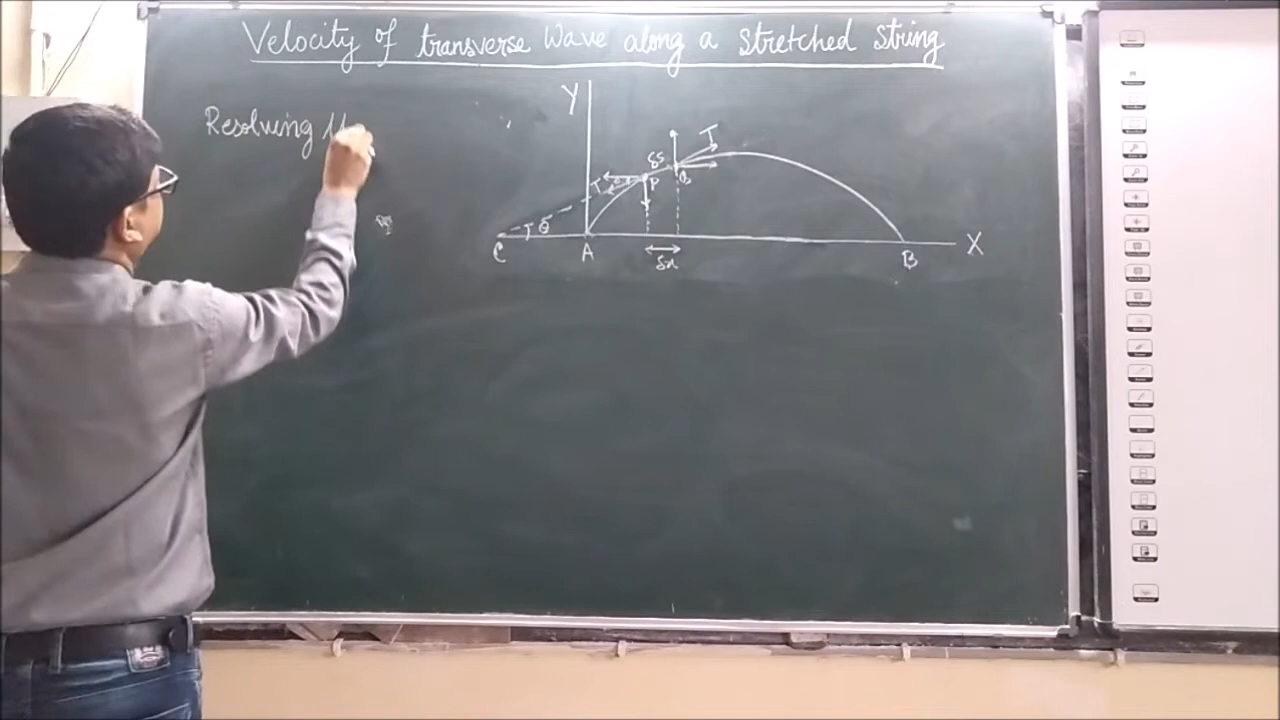 Velocity of transverse wave along a stretched string
Resolving
Y
T
δs
Q
P
T
θ
C
A
B
X
δx